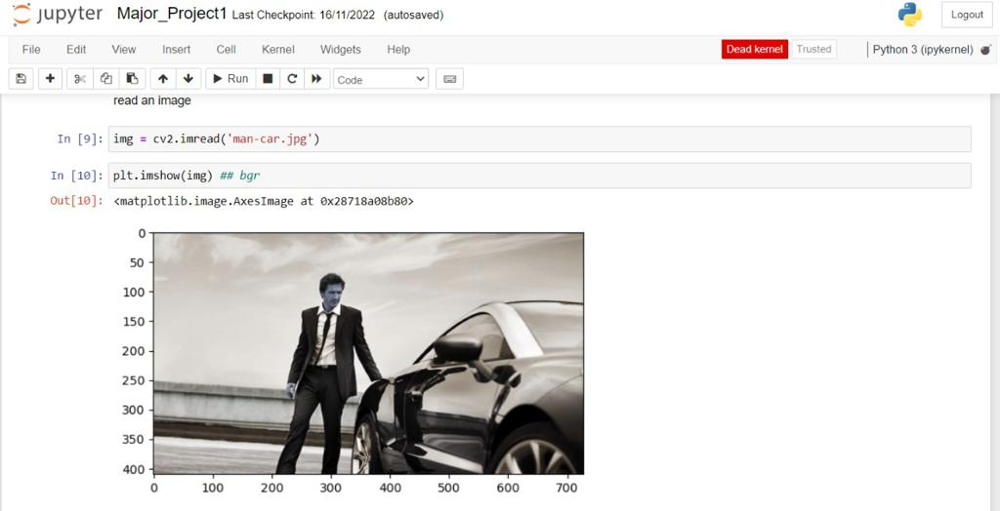 jupyter Major_Project1 Last Checkpoint: 16/11/2022 (autosaved) Logout
File Edit View Insert Cell Kernel Widgets Help Dead kernel Trusted Python 3 (ipykernel)
Run Code
read an image
In [9]: img = cv2.imread('man-car.jpg')
In [10]: plt.imshow(img) ## bgr
Out[10]: <matplotlib.image.AxesImage at 0x28718a08b80>
0
50
100
150
200
250
300
350
400
0 100 200 300 400 500 600 700